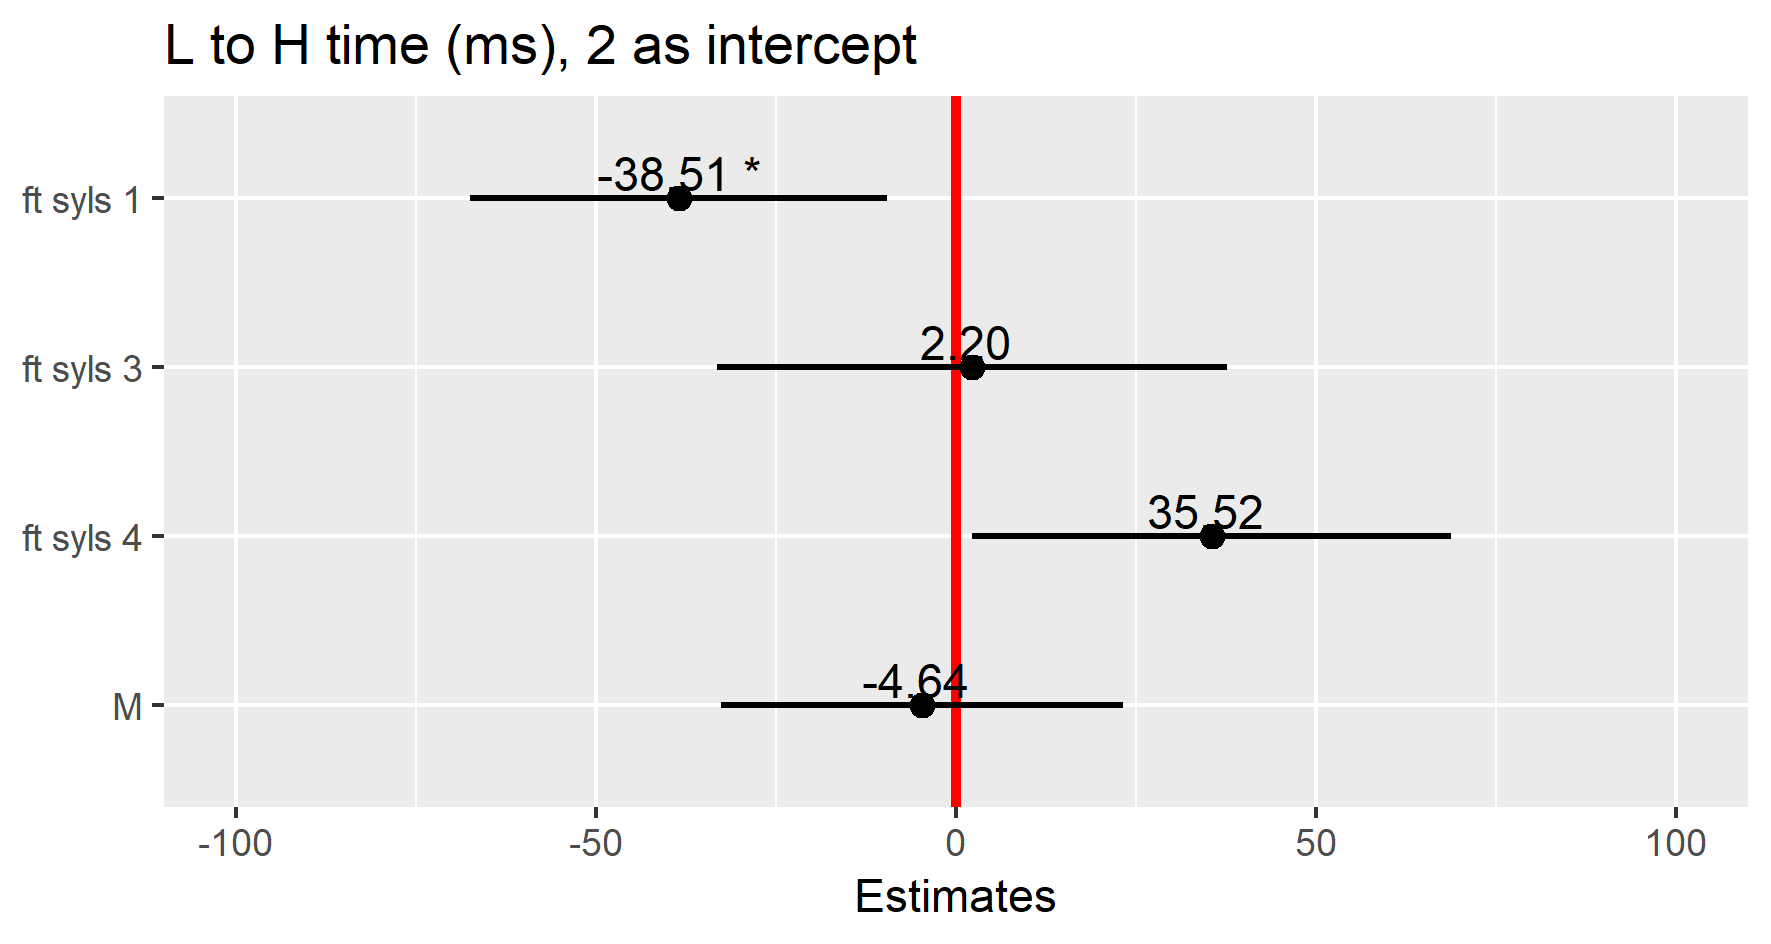 L to H time (ms), 2 as intercept
ft syls 1
-38.51 *
ft syls 3
2.20
ft syls 4
35.52
M
-4.64
-100 -50 0 50 100
Estimates